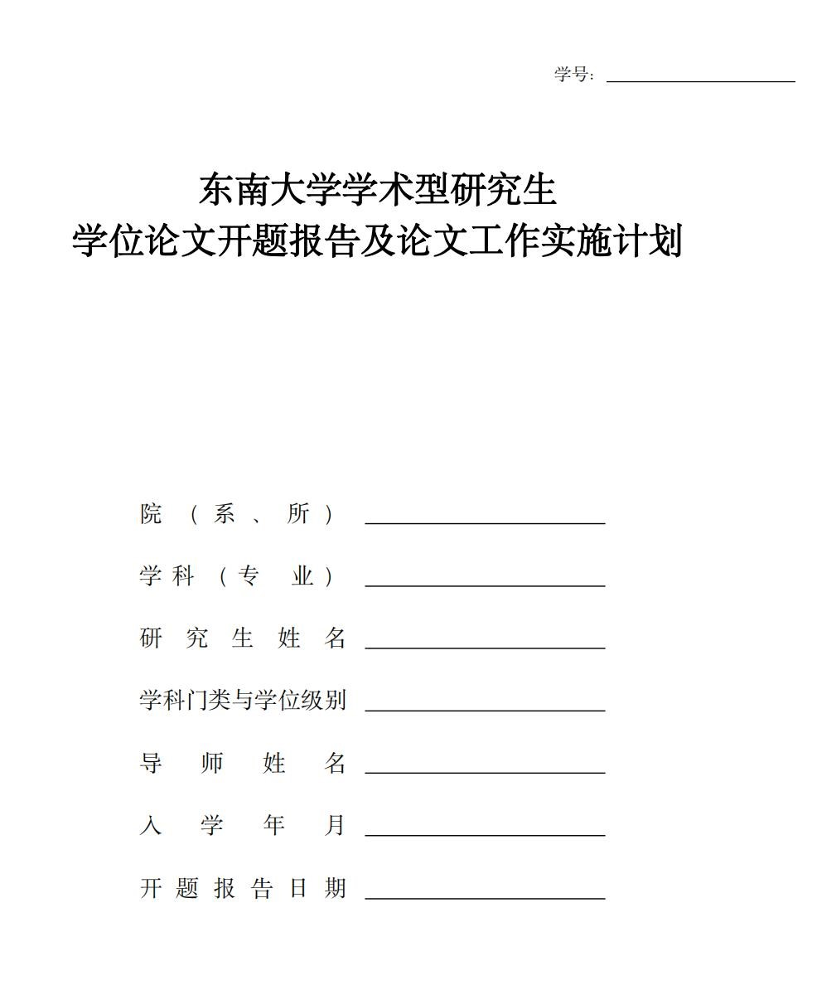 学号：
东南大学学术型研究生
学位论文开题报告及论文工作实施计划
院（系、所）
学科（专 业）
研究生姓名
学科门类与学位级别
导师姓名
入学年月
开题报告日期